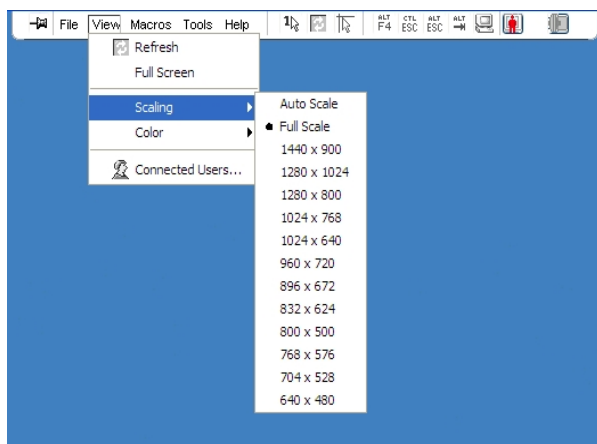 File View Macros Tools Help 1 ALT F4 CTL ESC ALT ESC ALT
Refresh
Full Screen
Scaling
Color
Connected Users...
Auto Scale
Full Scale
1440 x 900
1280 x 1024
1280 x 800
1024 x 768
1024 x 640
960 x 720
896 x 672
832 x 624
800 x 500
768 x 576
704 x 528
640 x 480